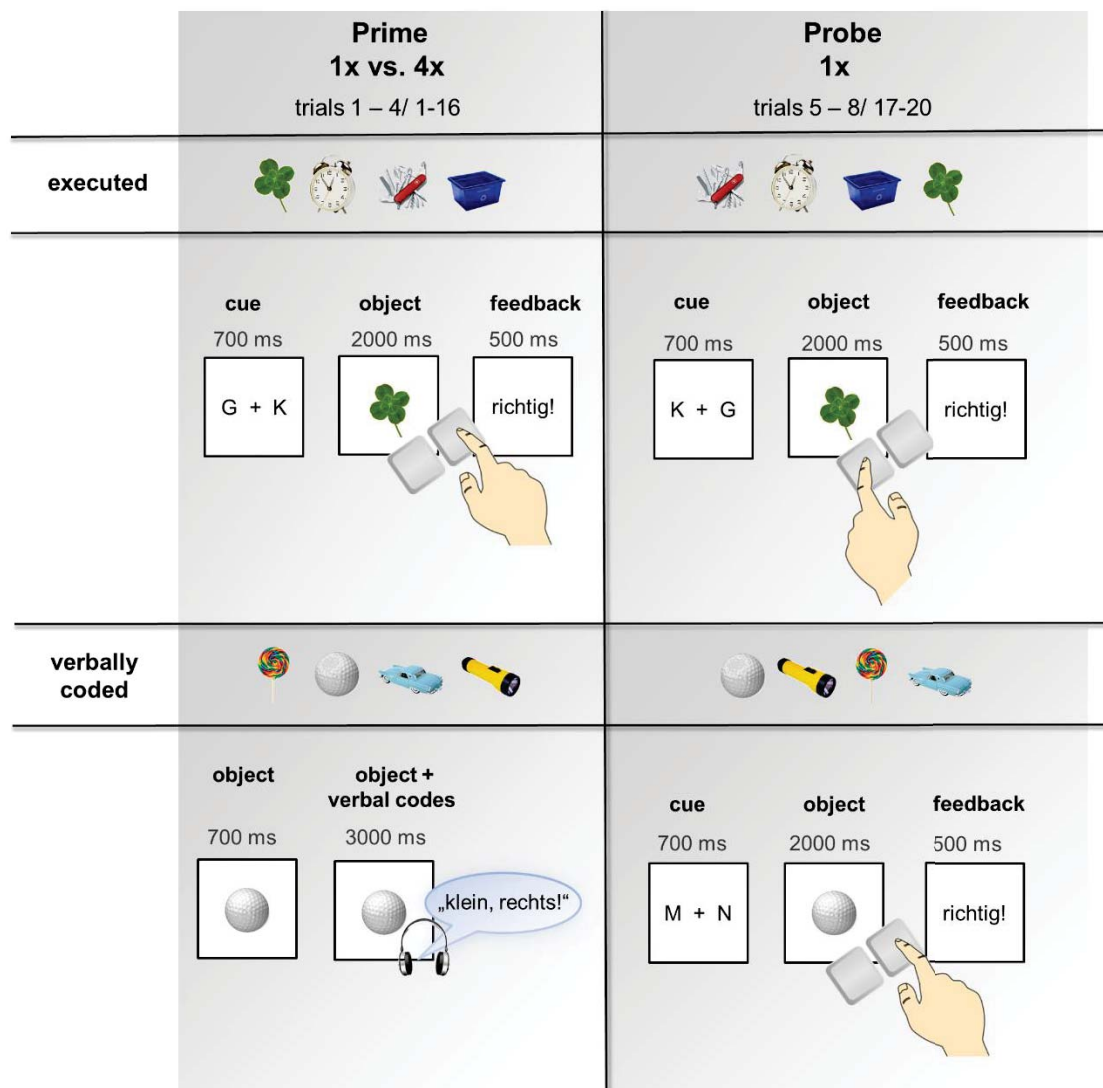 Prime
1x vs. 4x
trials 1 – 4/ 1-16
Probe
1x
trials 5 – 8/ 17-20
executed
cue
700 ms
G + K
object
2000 ms
feedback
500 ms
richtig!
cue
700 ms
K + G
object
2000 ms
feedback
500 ms
richtig!
verbally
coded
object
700 ms
object +
verbal codes
3000 ms
„klein, rechts!“
cue
700 ms
M + N
object
2000 ms
feedback
500 ms
richtig!